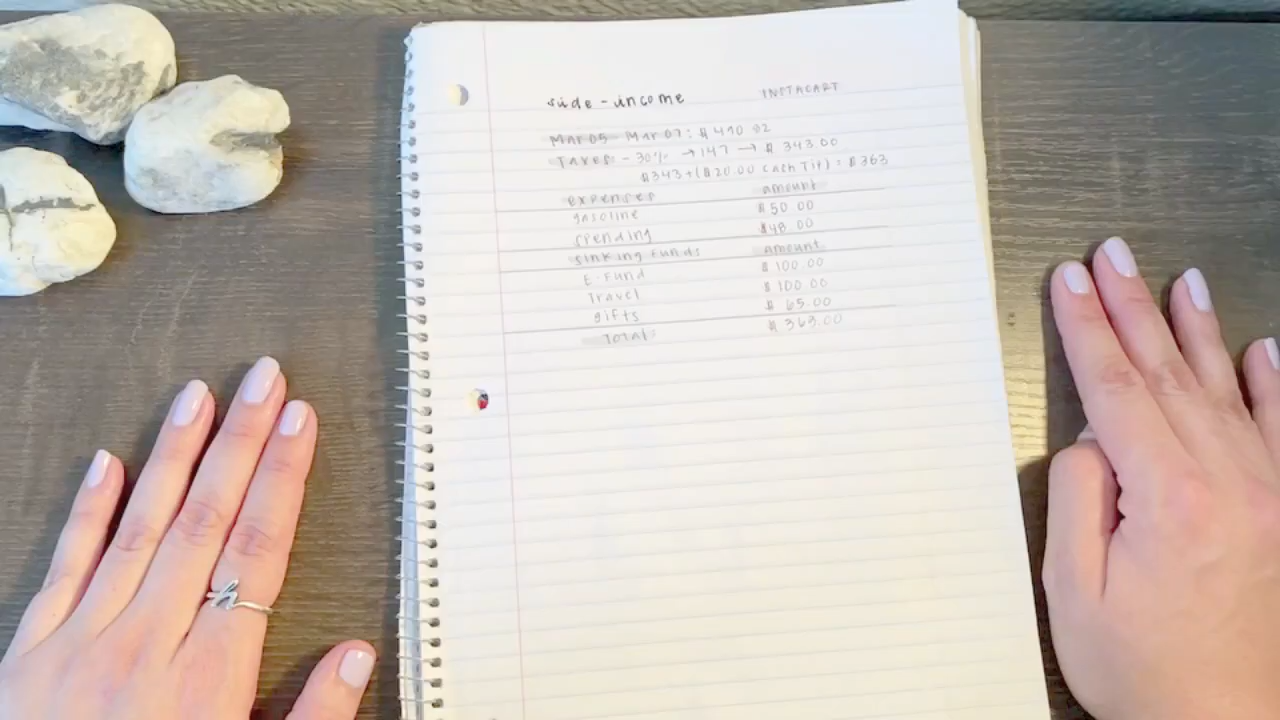 side-income INSTACART
Mar 05 - Mar 07: $ 490.92
TAXES: -30% → 147 → $ 343.00
$343+($20.00 Cash Tip) = $363
expenses amount
gasoline $ 50.00
spending $48.00
sinking funds amount
E-Fund $ 100.00
Travel $ 100.00
gifts $ 65.00
TOTAL: $ 363.00
h